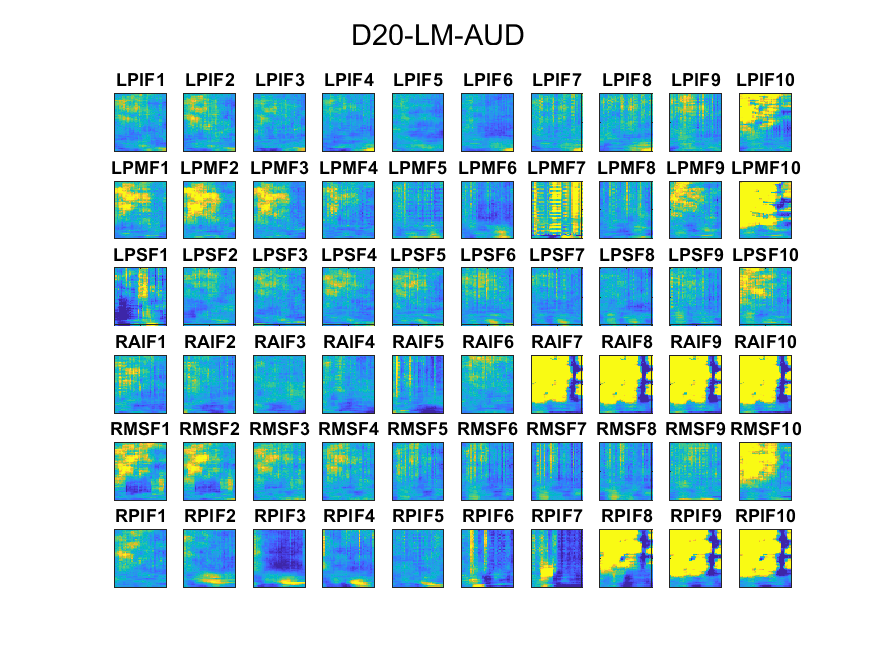 D20-LM-AUD
LPIF1 LPIF2 LPIF3 LPIF4 LPIF5 LPIF6 LPIF7 LPIF8 LPIF9 LPIF10
LPMF1 LPMF2 LPMF3 LPMF4 LPMF5 LPMF6 LPMF7 LPMF8 LPMF9 LPMF10
LPSF1 LPSF2 LPSF3 LPSF4 LPSF5 LPSF6 LPSF7 LPSF8 LPSF9 LPSF10
RAIF1 RAIF2 RAIF3 RAIF4 RAIF5 RAIF6 RAIF7 RAIF8 RAIF9 RAIF10
RMSF1 RMSF2 RMSF3 RMSF4 RMSF5 RMSF6 RMSF7 RMSF8 RMSF9 RMSF10
RPIF1 RPIF2 RPIF3 RPIF4 RPIF5 RPIF6 RPIF7 RPIF8 RPIF9 RPIF10